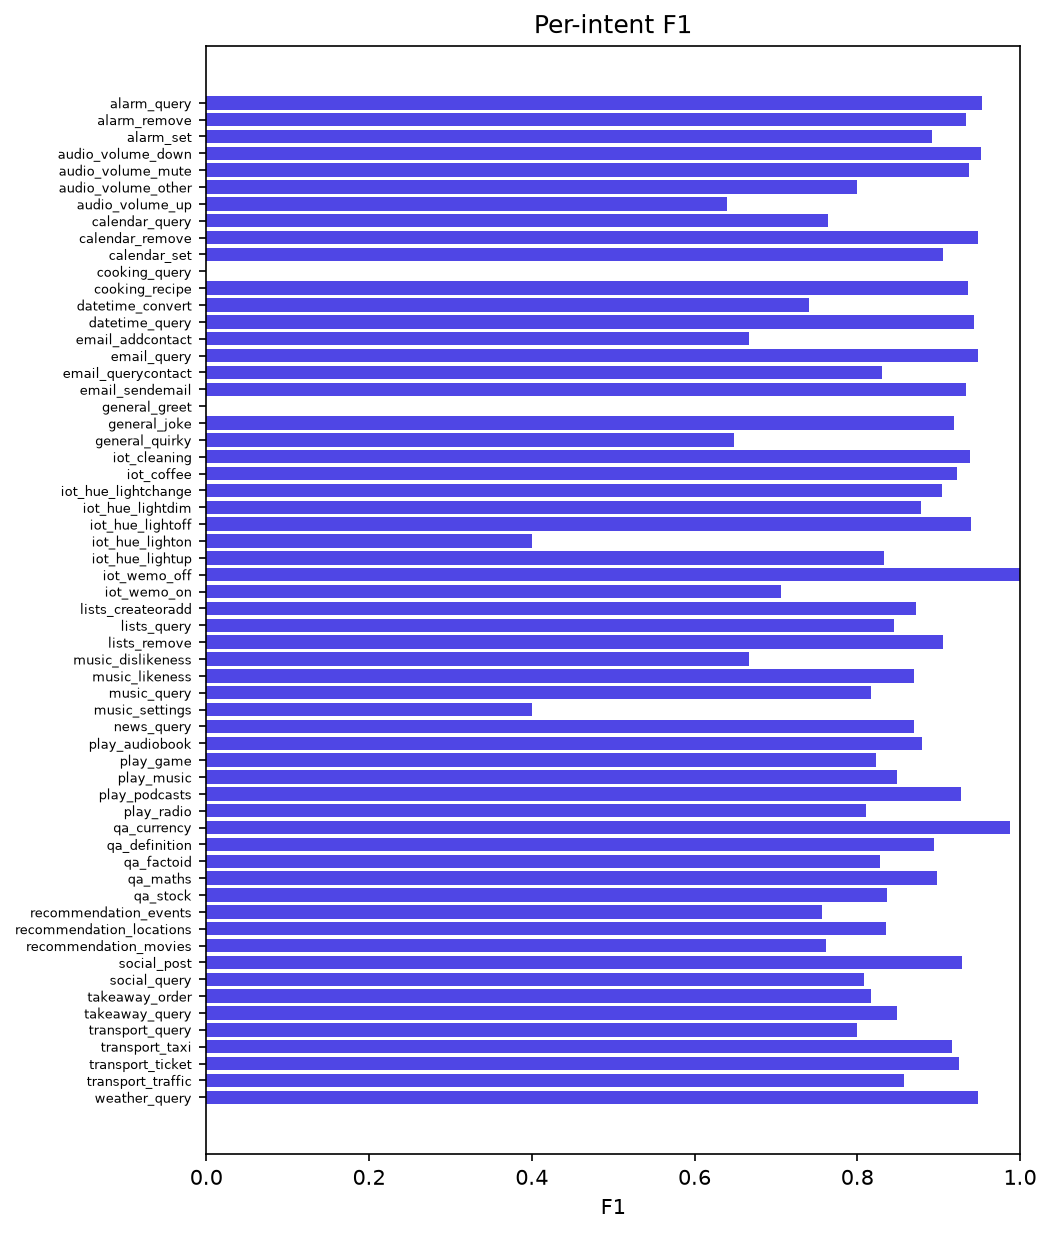 Per-intent F1
alarm_query
alarm_remove
alarm_set
audio_volume_down
audio_volume_mute
audio_volume_other
audio_volume_up
calendar_query
calendar_remove
calendar_set
cooking_query
cooking_recipe
datetime_convert
datetime_query
email_addcontact
email_query
email_querycontact
email_sendemail
general_greet
general_joke
general_quirky
iot_cleaning
iot_coffee
iot_hue_lightchange
iot_hue_lightdim
iot_hue_lightoff
iot_hue_lighton
iot_hue_lightup
iot_wemo_off
iot_wemo_on
lists_createoradd
lists_query
lists_remove
music_dislikeness
music_likeness
music_query
music_settings
news_query
play_audiobook
play_game
play_music
play_podcasts
play_radio
qa_currency
qa_definition
qa_factoid
qa_maths
qa_stock
recommendation_events
recommendation_locations
recommendation_movies
social_post
social_query
takeaway_order
takeaway_query
transport_query
transport_taxi
transport_ticket
transport_traffic
weather_query
0.0 0.2 0.4 0.6 0.8 1.0
F1